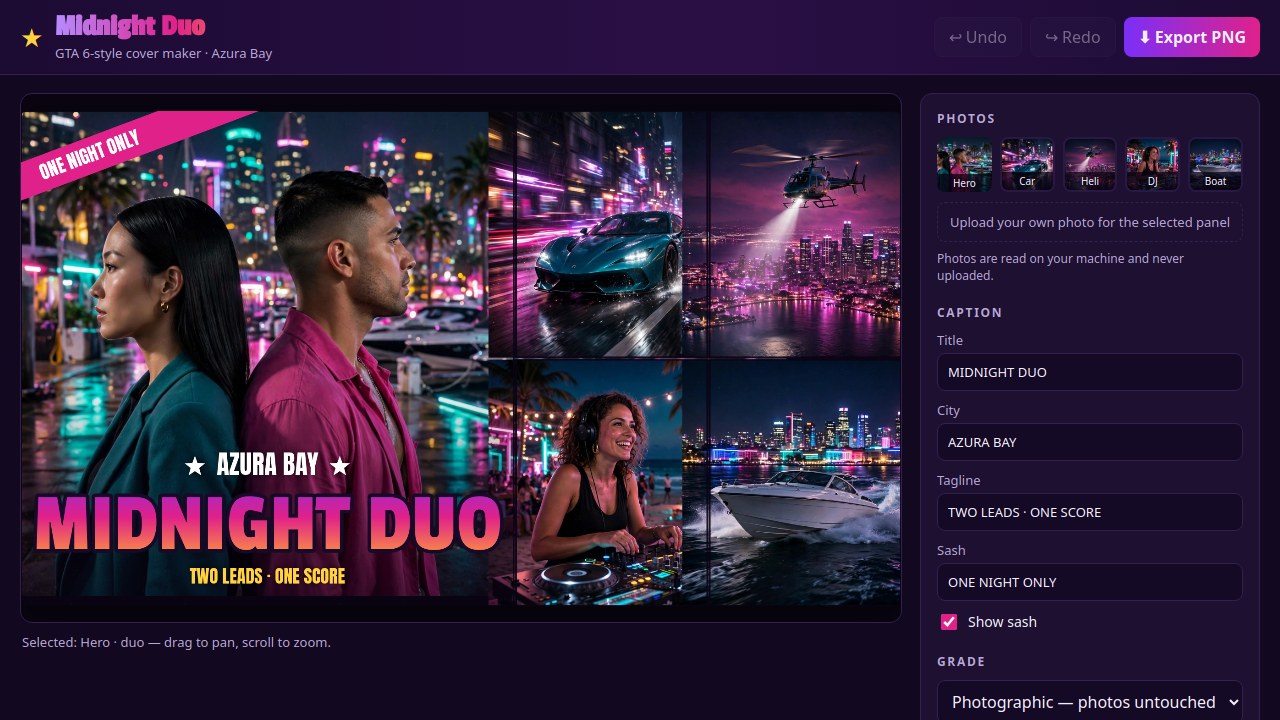 ★ Midnight Duo
GTA 6-style cover maker · Azura Bay
↩ Undo
↪ Redo
⬇ Export PNG
ONE NIGHT ONLY
★ AZURA BAY ★
MIDNIGHT DUO
TWO LEADS · ONE SCORE
Selected: Hero · duo — drag to pan, scroll to zoom.
PHOTOS
Hero
Car
Heli
DJ
Boat
Upload your own photo for the selected panel
Photos are read on your machine and never
uploaded.
CAPTION
Title
MIDNIGHT DUO
City
AZURA BAY
Tagline
TWO LEADS · ONE SCORE
Sash
ONE NIGHT ONLY
Show sash
GRADE
Photographic — photos untouched